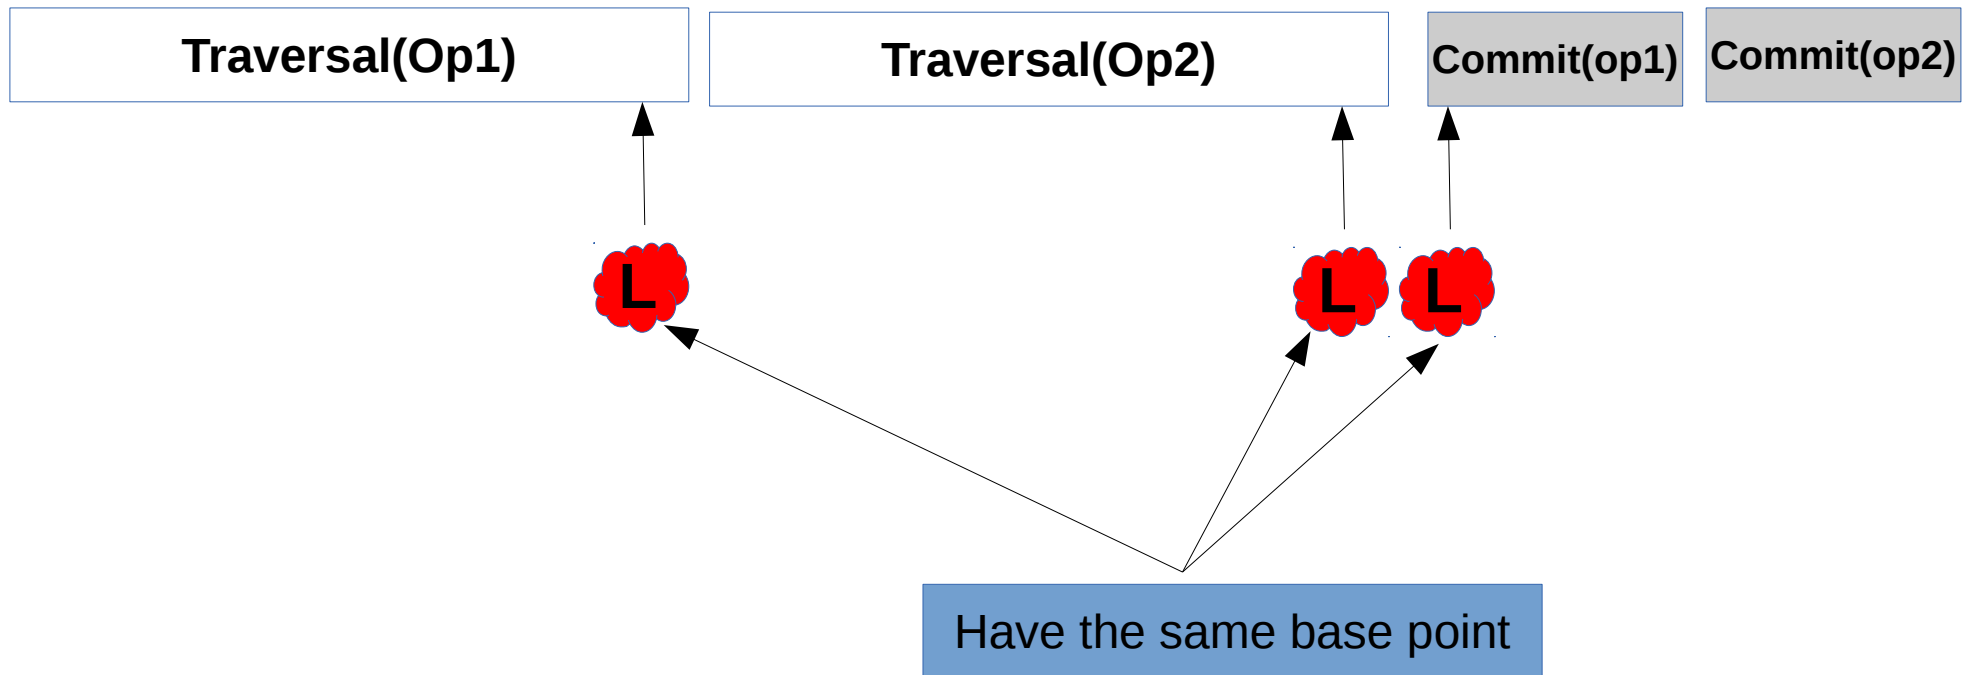 Traversal(Op1)
Traversal(Op2)
Commit(op1)
Commit(op2)
L
L
L
Have the same base point